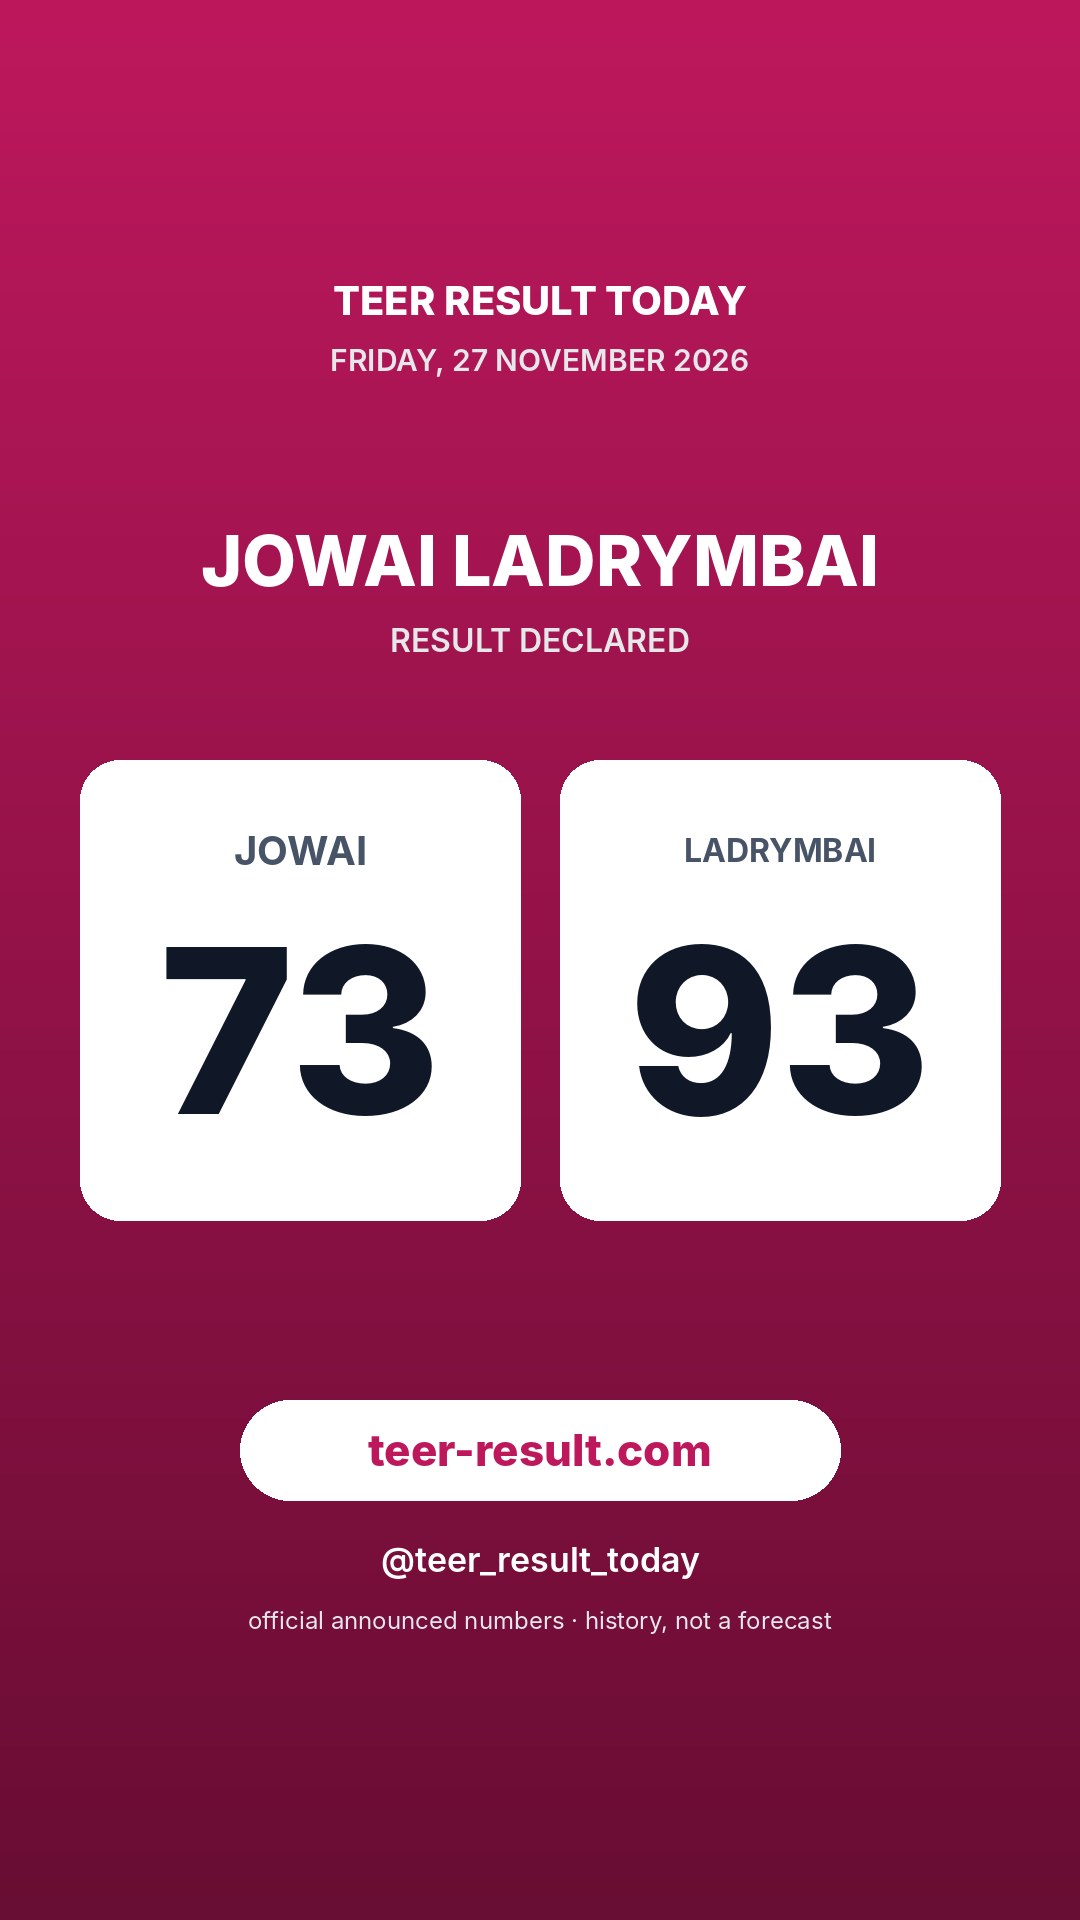 TEER RESULT TODAY
FRIDAY, 27 NOVEMBER 2026
JOWAI LADRYMBAI
RESULT DECLARED
JOWAI
73
LADRYMBAI
93
teer-result.com
@teer_result_today
official announced numbers · history, not a forecast